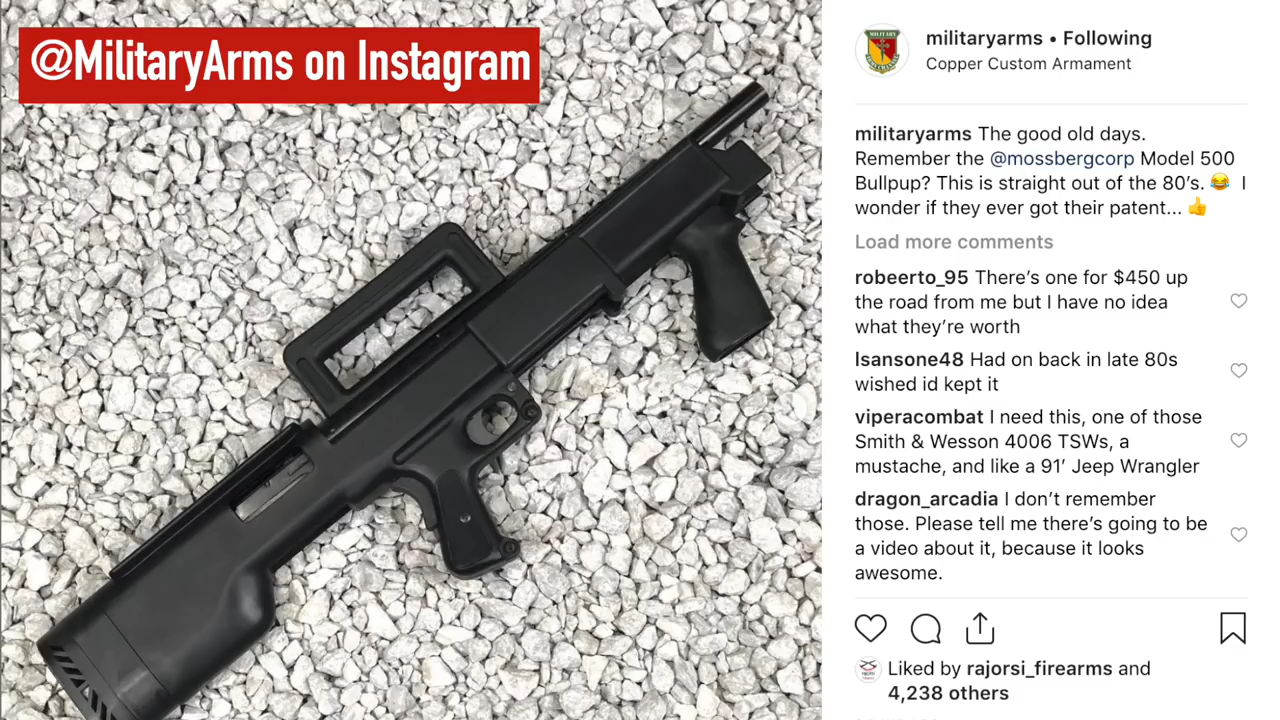 @MilitaryArms on Instagram
militaryarms • Following
Copper Custom Armament
militaryarms The good old days.
Remember the @mossbergcorp Model 500
Bullpup? This is straight out of the 80's. 😂 I
wonder if they ever got their patent... 👍
Load more comments
robeerto_95 There's one for $450 up
the road from me but I have no idea
what they're worth
lsansone48 Had on back in late 80s
wished id kept it
viperacombat I need this, one of those
Smith & Wesson 4006 TSWs, a
mustache, and like a 91' Jeep Wrangler
dragon_arcadia I don't remember
those. Please tell me there's going to be
a video about it, because it looks
awesome.
Liked by rajorsi_firearms and
4,238 others